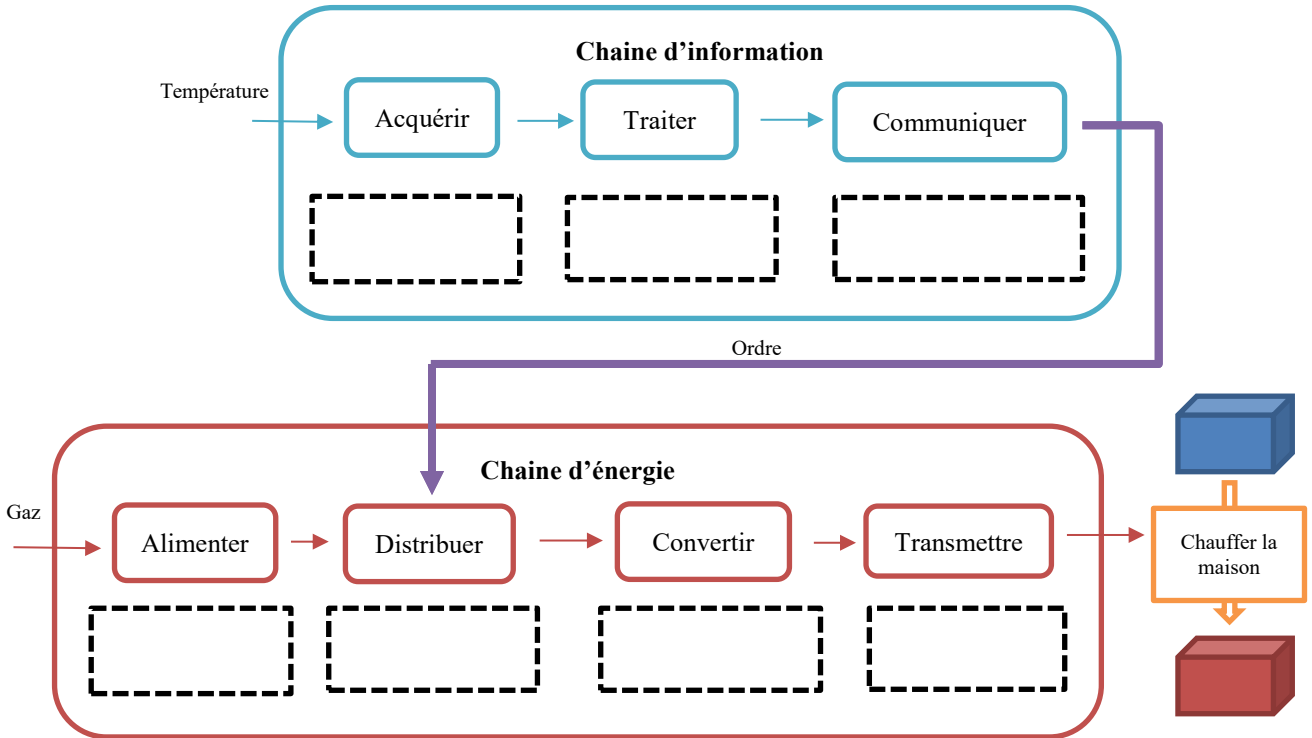 Chaine d’information
Température
Acquérir
Traiter
Communiquer
Ordre
Chaine d’énergie
Gaz
Alimenter
Distribuer
Convertir
Transmettre
Chauffer la
maison